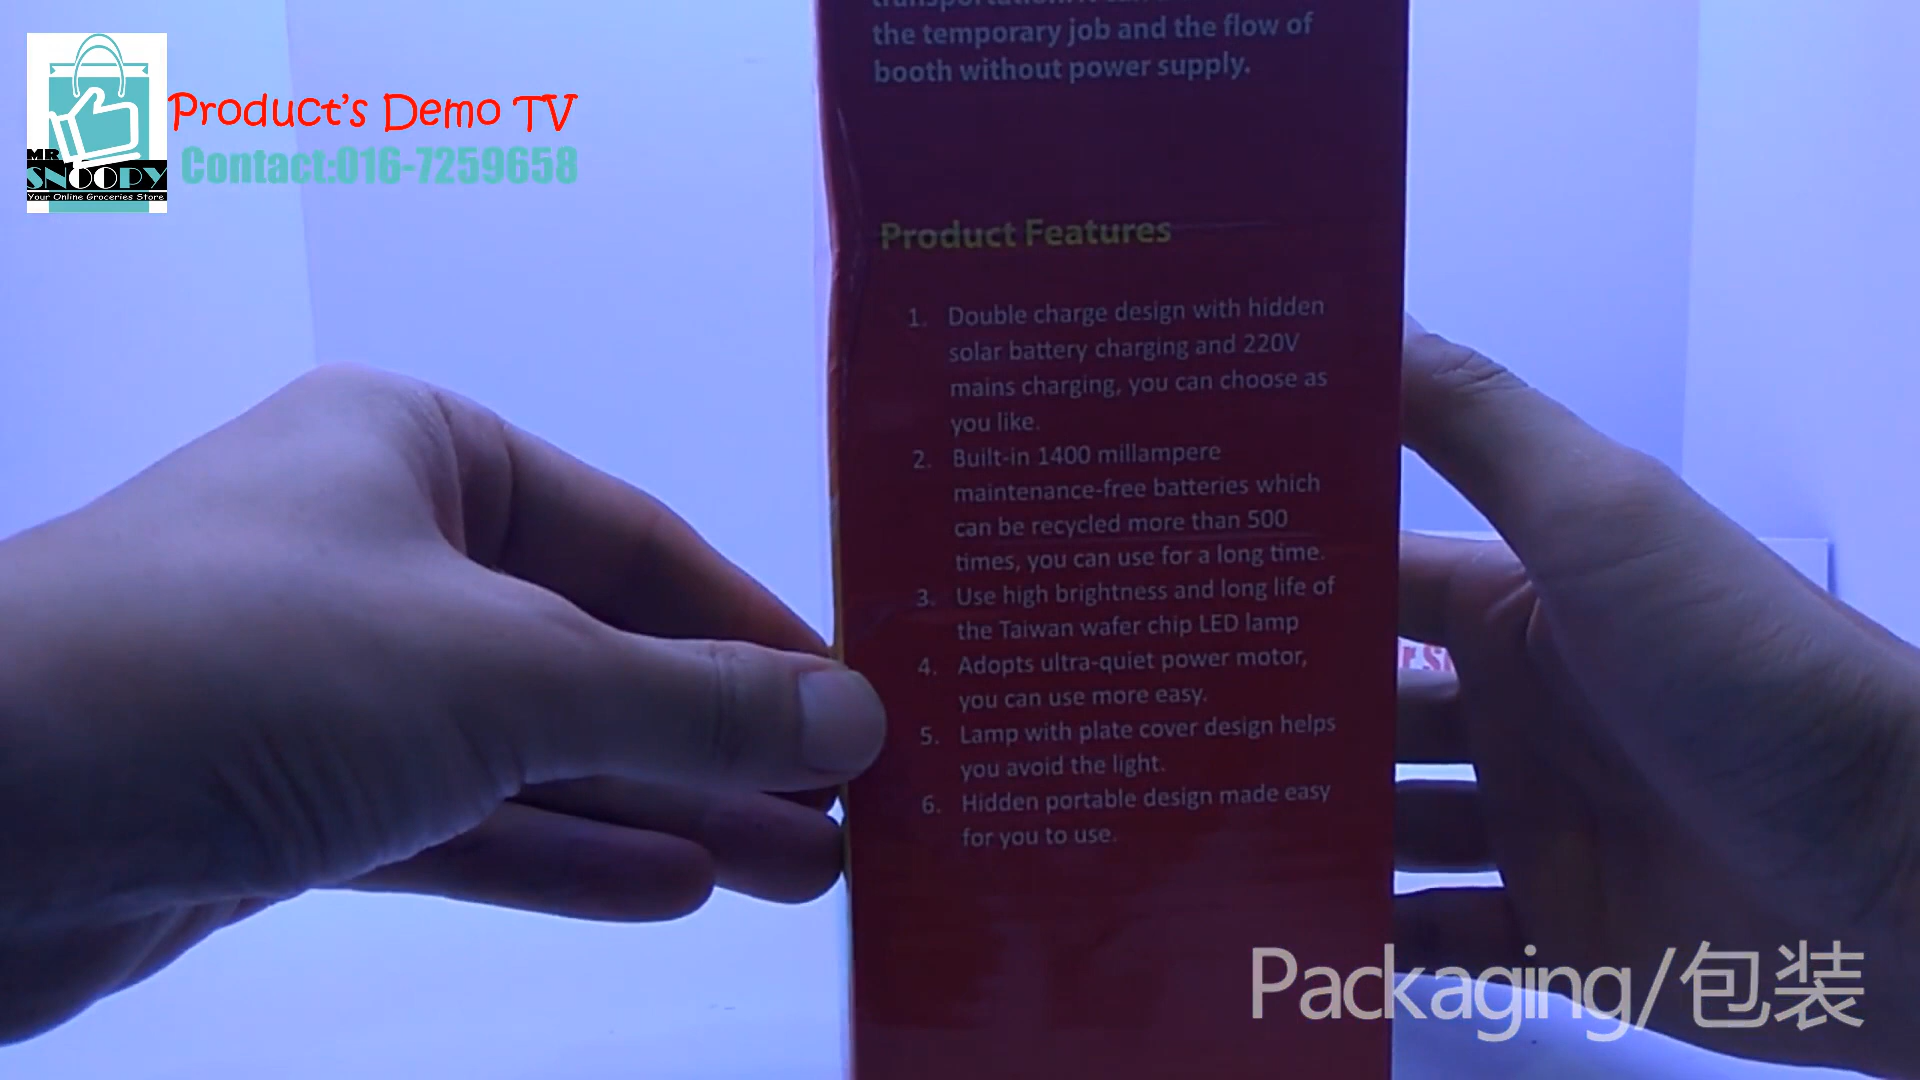 MR
SNOOPY
Your Online Groceries Store
Product's Demo TV
Contact:016-7259658
the temporary job and the flow of
booth without power supply.
Product Features
1. Double charge design with hidden
solar battery charging and 220V
mains charging, you can choose as
you like.
2. Built-in 1400 millampere
maintenance-free batteries which
can be recycled more than 500
times, you can use for a long time.
3. Use high brightness and long life of
the Taiwan wafer chip LED lamp
4. Adopts ultra-quiet power motor,
you can use more easy.
5. Lamp with plate cover design helps
you avoid the light.
6. Hidden portable design made easy
for you to use.
Packaging/包装